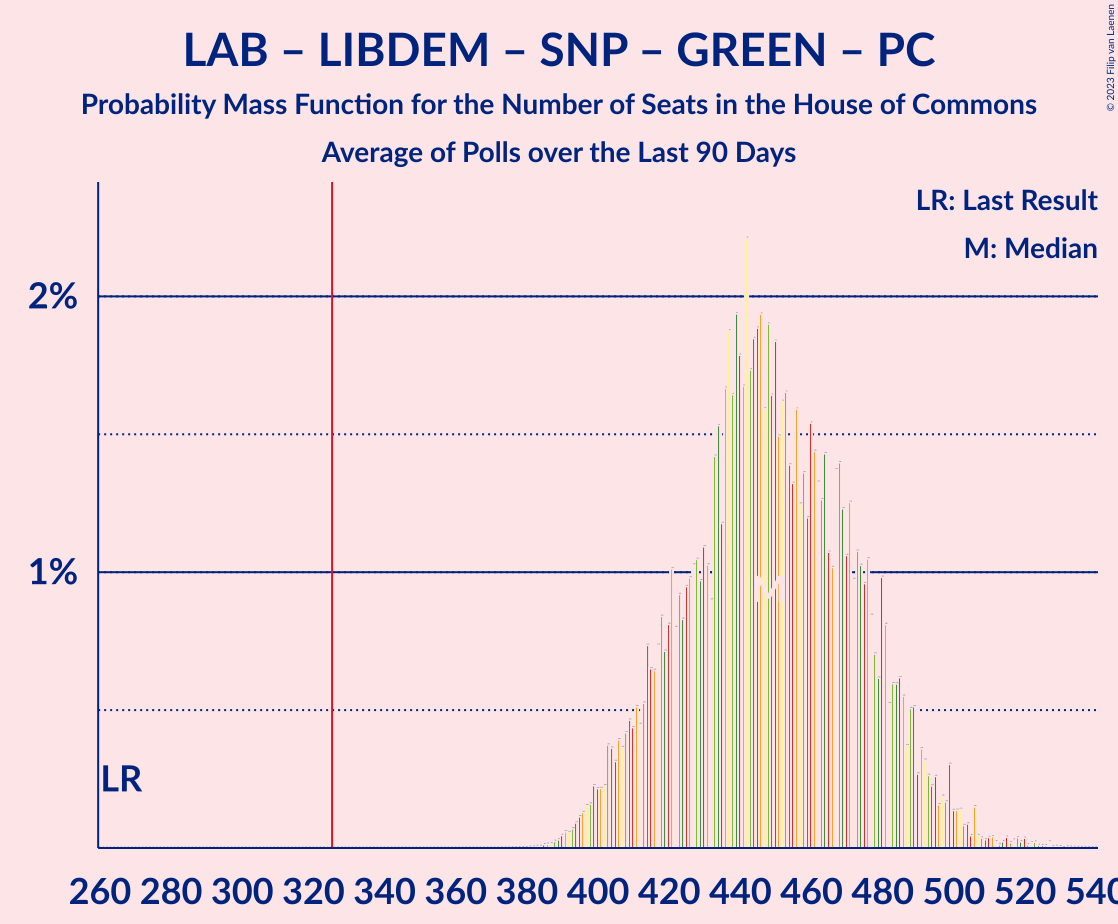 LAB – LIBDEM – SNP – GREEN – PC
Probability Mass Function for the Number of Seats in the House of Commons
Average of Polls over the Last 90 Days
© 2023 Filip van Laenen
LR: Last Result
M: Median
2%
1%
LR
M
260 280 300 320 340 360 380 400 420 440 460 480 500 520 540